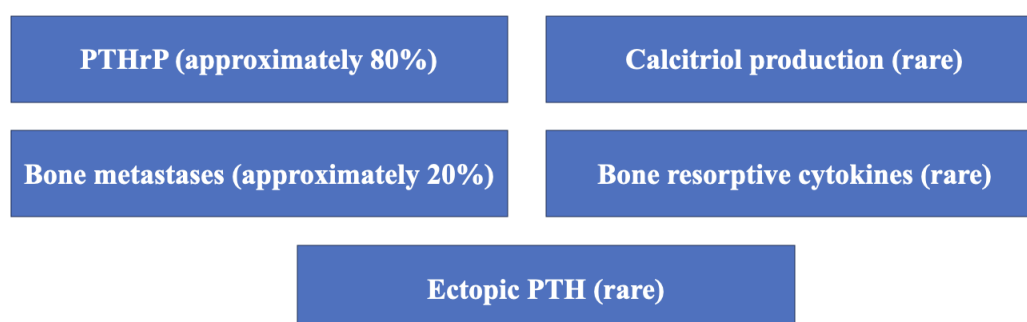 PTHrP (approximately 80%)
Calcitriol production (rare)
Bone metastases (approximately 20%)
Bone resorptive cytokines (rare)
Ectopic PTH (rare)